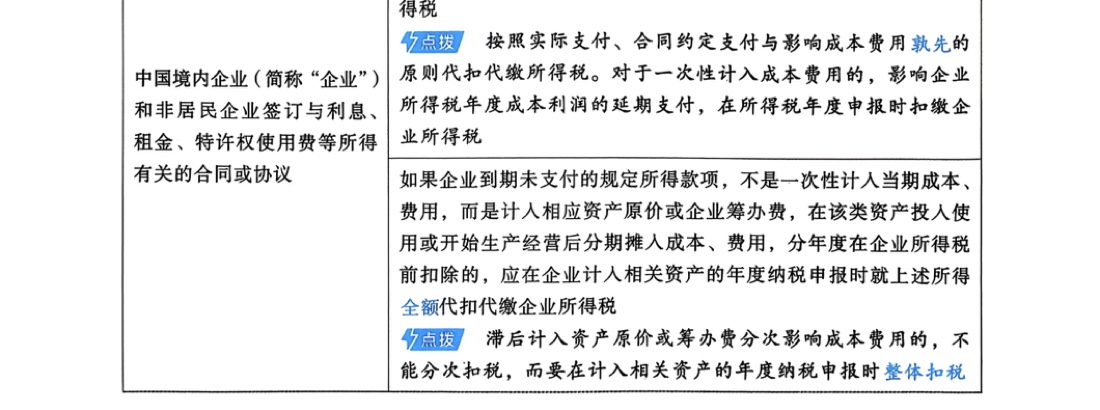 中国境内企业（简称“企业”）
和非居民企业签订与利息、
租金、特许权使用费等所得
有关的合同或协议
得税
点拨 按照实际支付、合同约定支付与影响成本费用孰先的
原则代扣代缴所得税。对于一次性计入成本费用的，影响企业
所得税年度成本利润的延期支付，在所得税年度申报时扣缴企
业所得税
如果企业到期未支付的规定所得款项，不是一次性计入当期成本、
费用，而是计入相应资产原价或企业筹办费，在该类资产投入使
用或开始生产经营后分期摊入成本、费用，分年度在企业所得税
前扣除的，应在企业计入相关资产的年度纳税申报时就上述所得
全额代扣代缴企业所得税
点拨 滞后计入资产原价或筹办费分次影响成本费用的，不
能分次扣税，而要在计入相关资产的年度纳税申报时整体扣税